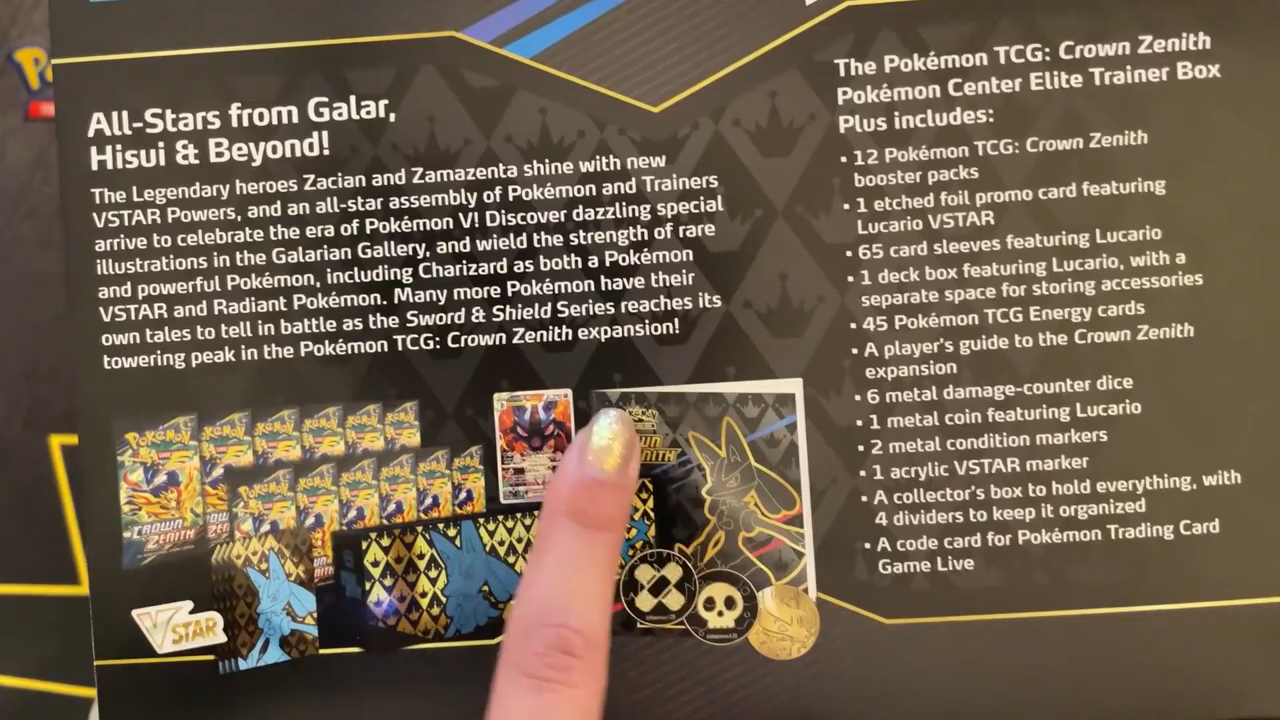 All-Stars from Galar,
Hisui & Beyond!
The Legendary heroes Zacian and Zamazenta shine with new
VSTAR Powers, and an all-star assembly of Pokémon and Trainers
arrive to celebrate the era of Pokémon V! Discover dazzling special
illustrations in the Galarian Gallery, and wield the strength of rare
and powerful Pokémon, including Charizard as both a Pokémon
VSTAR and Radiant Pokémon. Many more Pokémon have their
own tales to tell in battle as the Sword & Shield Series reaches its
towering peak in the Pokémon TCG: Crown Zenith expansion!
POKÉMON
CROWN
ZENITH
VSTAR
The Pokémon TCG: Crown Zenith
Pokémon Center Elite Trainer Box
Plus includes:
• 12 Pokémon TCG: Crown Zenith
booster packs
• 1 etched foil promo card featuring
Lucario VSTAR
• 65 card sleeves featuring Lucario
• 1 deck box featuring Lucario, with a
separate space for storing accessories
• 45 Pokémon TCG Energy cards
• A player's guide to the Crown Zenith
expansion
• 6 metal damage-counter dice
• 1 metal coin featuring Lucario
• 2 metal condition markers
• 1 acrylic VSTAR marker
• A collector's box to hold everything, with
4 dividers to keep it organized
• A code card for Pokémon Trading Card
Game Live